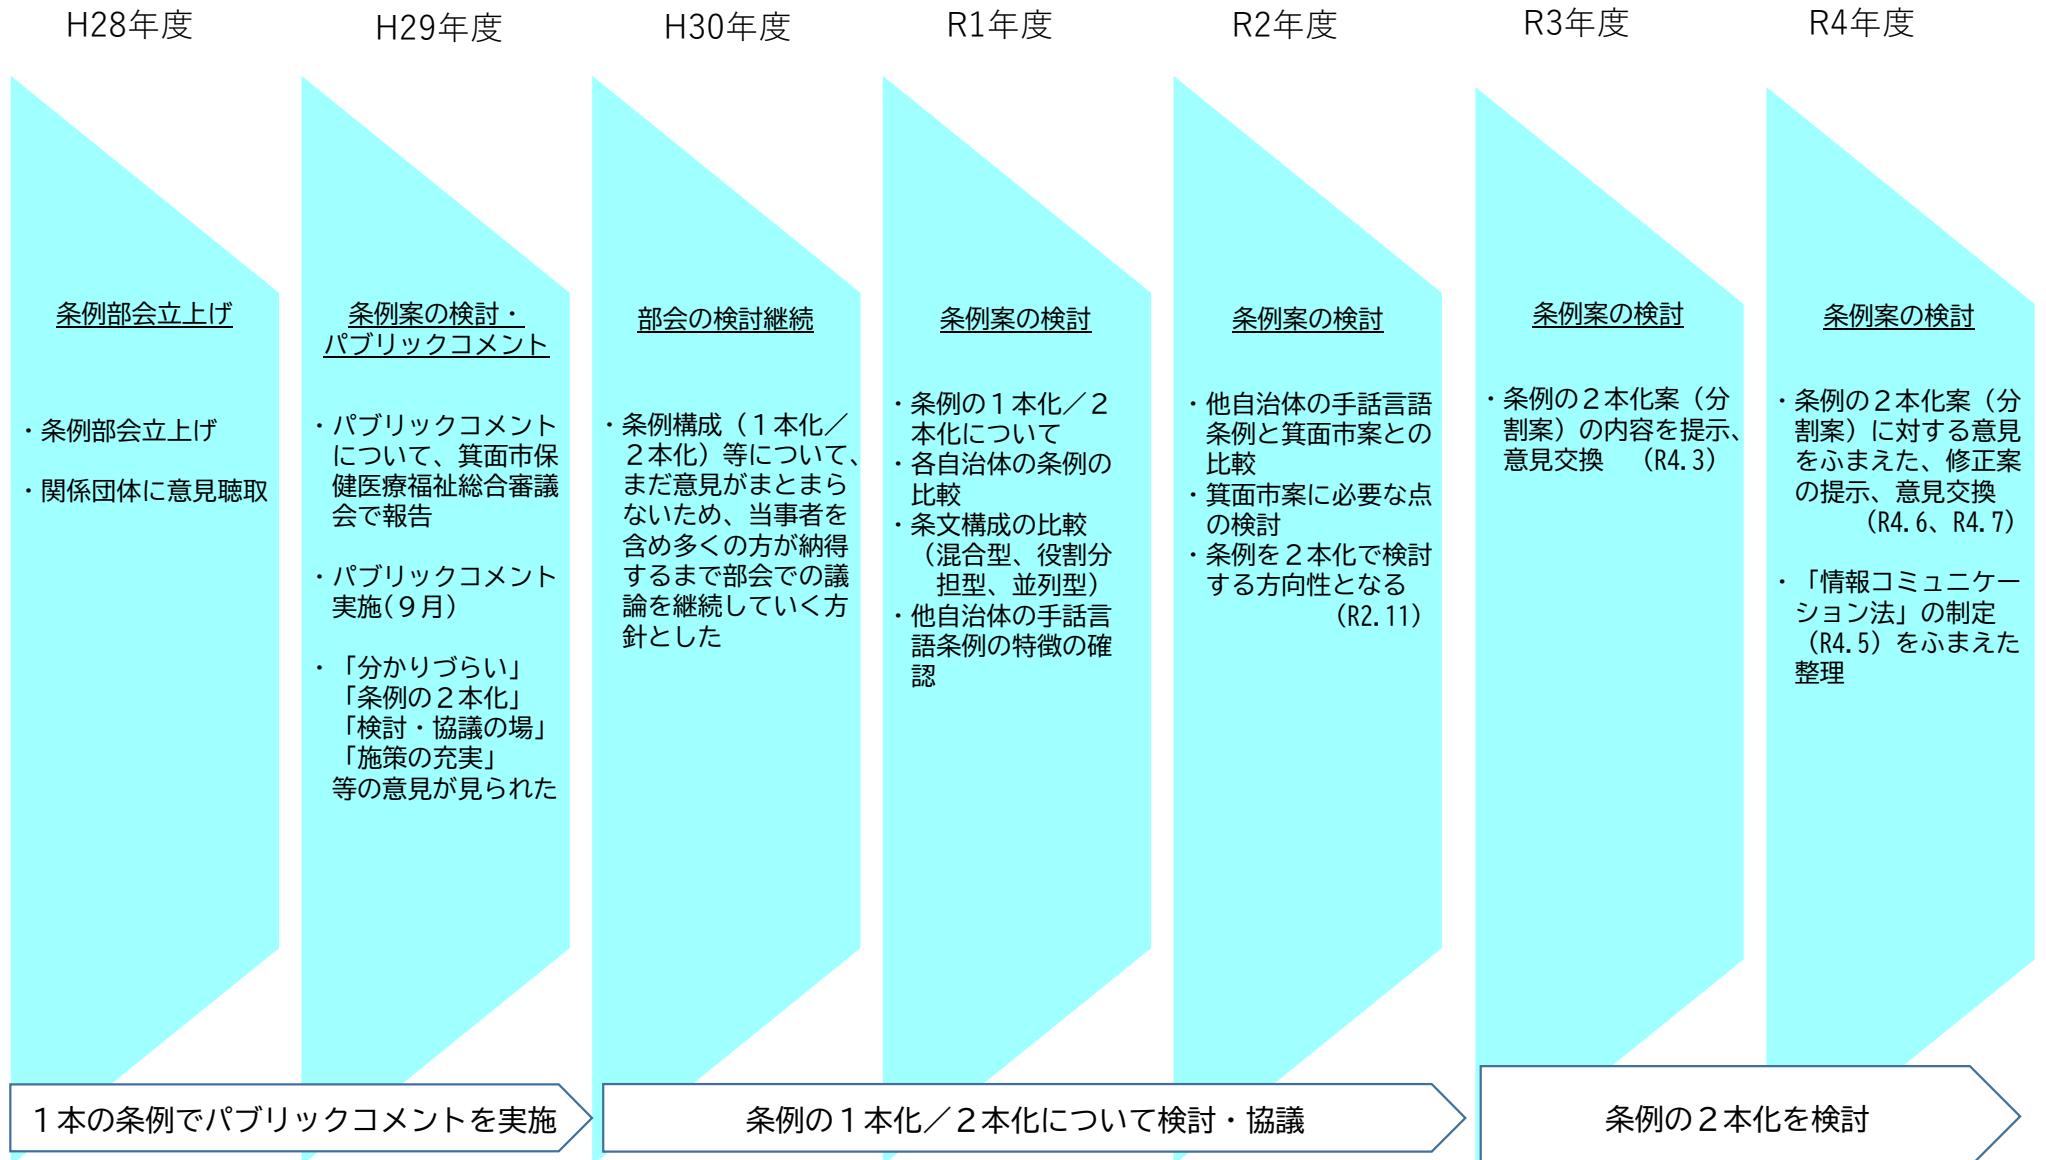 H28年度
H29年度
H30年度
R1年度
R2年度
R3年度
R4年度
条例部会立上げ
・条例部会立上げ
・関係団体に意見聴取
条例案の検討・
パブリックコメント
・パブリックコメント
について、箕面市保
健医療福祉総合審議
会で報告
・パブリックコメント
実施(９月)
・「分かりづらい」
「条例の２本化」
「検討・協議の場」
「施策の充実」
等の意見が見られた
部会の検討継続
・条例構成（１本化／
２本化）等について、
まだ意見がまとまら
ないため、当事者を
含め多くの方が納得
するまで部会での議
論を継続していく方
針とした
条例案の検討
・条例の１本化／２
本化について
・各自治体の条例の
比較
・条文構成の比較
（混合型、役割分
担型、並列型）
・他自治体の手話言
語条例の特徴の確
認
条例案の検討
・他自治体の手話言語
条例と箕面市案との
比較
・箕面市案に必要な点
の検討
・条例を２本化で検討
する方向性となる
（R2.11）
条例案の検討
・条例の２本化案（分
割案）の内容を提示、
意見交換　（R4.3）
条例案の検討
・条例の２本化案（分
割案）に対する意見
をふまえた、修正案
の提示、意見交換
（R4.6、R4.7）
・「情報コミュニケー
ション法」の制定
（R4.5）をふまえた
整理
１本の条例でパブリックコメントを実施
条例の１本化／２本化について検討・協議
条例の２本化を検討